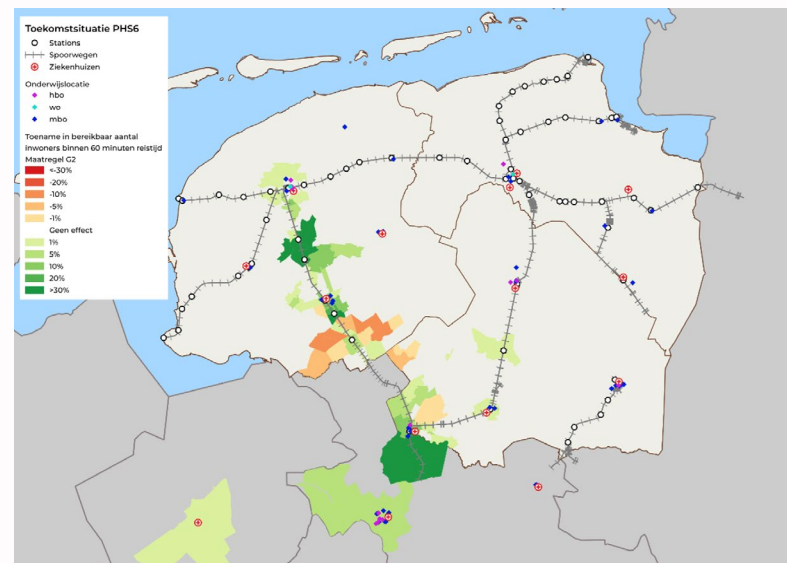 Toekomstsituatie PHS6
Stations
Spoorwegen
Ziekenhuizen
Onderwijslocatie
hbo
wo
mbo
Toename in bereikbaar aantal
inwoners binnen 60 minuten reistijd
Maatregel G2
<-30%
-20%
-10%
-5%
-1%
Geen effect
1%
5%
10%
20%
>30%